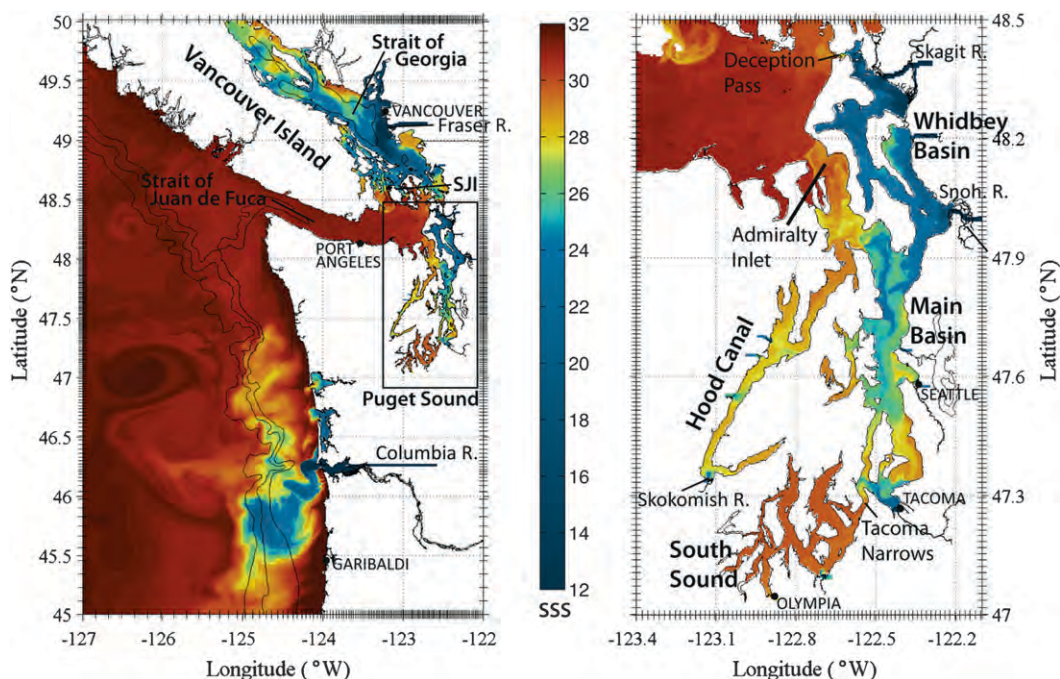 50
49.5
49
48.5
48
47.5
47
46.5
46
45.5
45
Latitude (°N)
-127
-126
-125
-124
-123
-122
Longitude (°W)
Vancouver Island
Strait of
Georgia
VANCOUVER
Fraser R.
SJI
Strait of
Juan de Fuca
PORT
ANGELES
Puget Sound
Columbia R.
GARIBALDI
32
30
28
26
24
22
20
18
16
14
12
SSS
Deception
Pass
Skagit R.
Whidbey
Basin
Snoh. R.
Admiralty
Inlet
Main
Basin
Hood Canal
SEATTLE
Skokomish R.
TACOMA
Tacoma
Narrows
South
Sound
OLYMPIA
48.5
48.2
47.9
47.6
47.3
47
Latitude (°N)
-123.4
-123.1
-122.8
-122.5
-122.2
Longitude (°W)